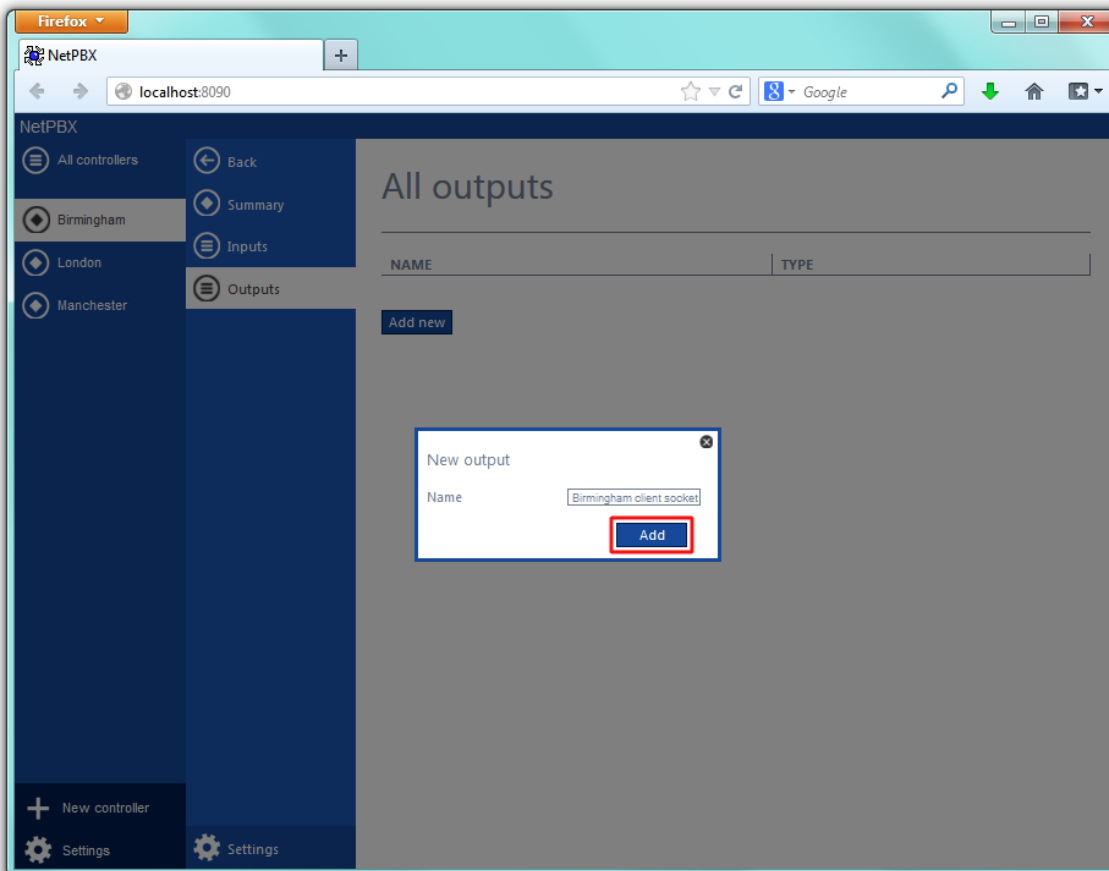 Firefox
NetPBX
localhost:8090
Google
NetPBX
All controllers
Birmingham
London
Manchester
New controller
Settings
Back
Summary
Inputs
Outputs
Settings
All outputs
NAME TYPE
Add new
New output
Name Birmingham client socket
Add